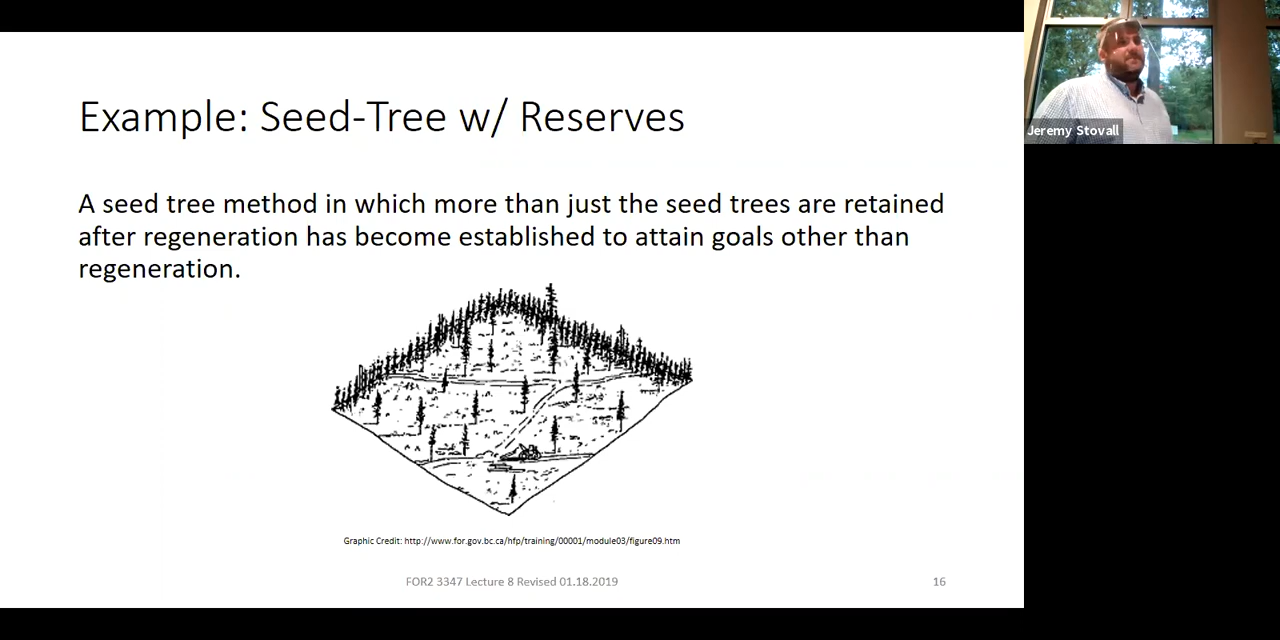 Example: Seed-Tree w/ Reserves
A seed tree method in which more than just the seed trees are retained
after regeneration has become established to attain goals other than
regeneration.
Graphic Credit: http://www.for.gov.bc.ca/hfp/training/00001/module03/figure09.htm
FOR2 3347 Lecture 8 Revised 01.18.2019
16
Jeremy Stovall